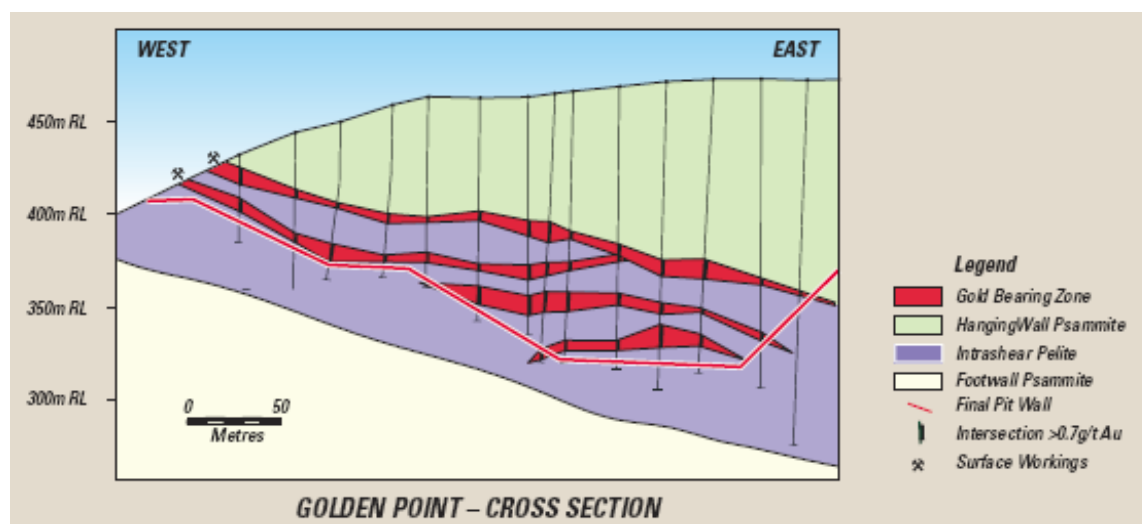 WEST
EAST
450m RL
400m RL
350m RL
300m RL
0 50
Metres
Legend
Gold Bearing Zone
HangingWall Psammite
Intrashear Pelite
Footwall Psammite
Final Pit Wall
Intersection >0.7g/t Au
Surface Workings
GOLDEN POINT – CROSS SECTION